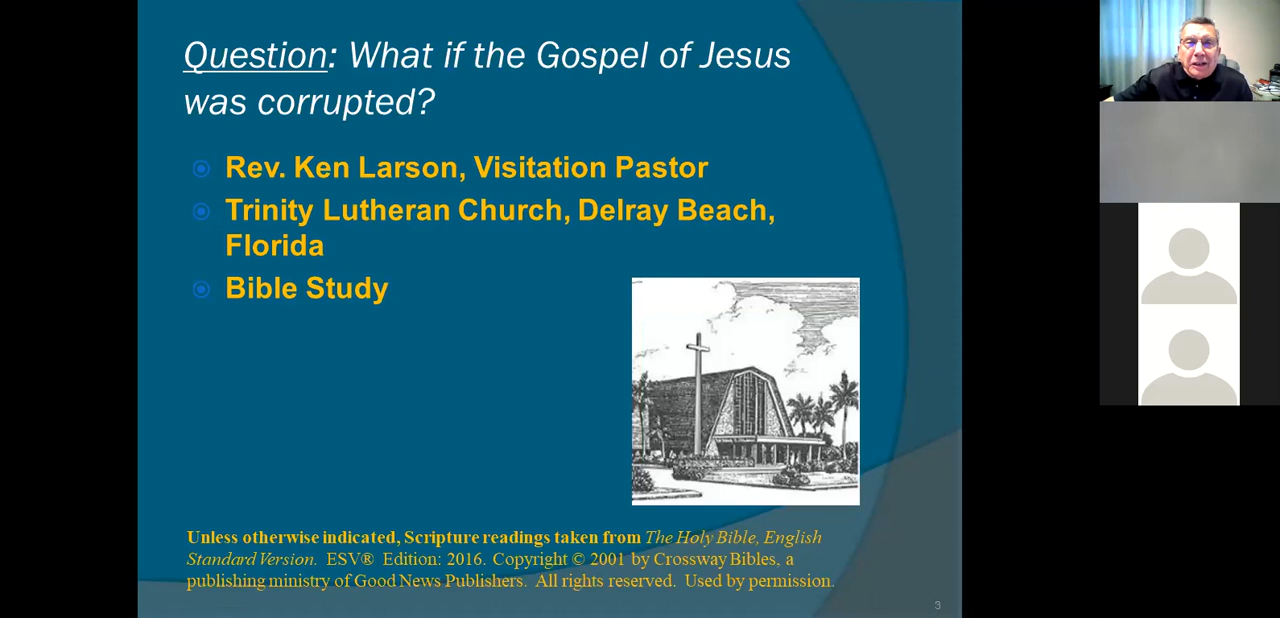 Question: What if the Gospel of Jesus
was corrupted?
Rev. Ken Larson, Visitation Pastor
Trinity Lutheran Church, Delray Beach,
Florida
Bible Study
Unless otherwise indicated, Scripture readings taken from The Holy Bible, English
Standard Version. ESV® Edition: 2016. Copyright © 2001 by Crossway Bibles, a
publishing ministry of Good News Publishers. All rights reserved. Used by permission.
3